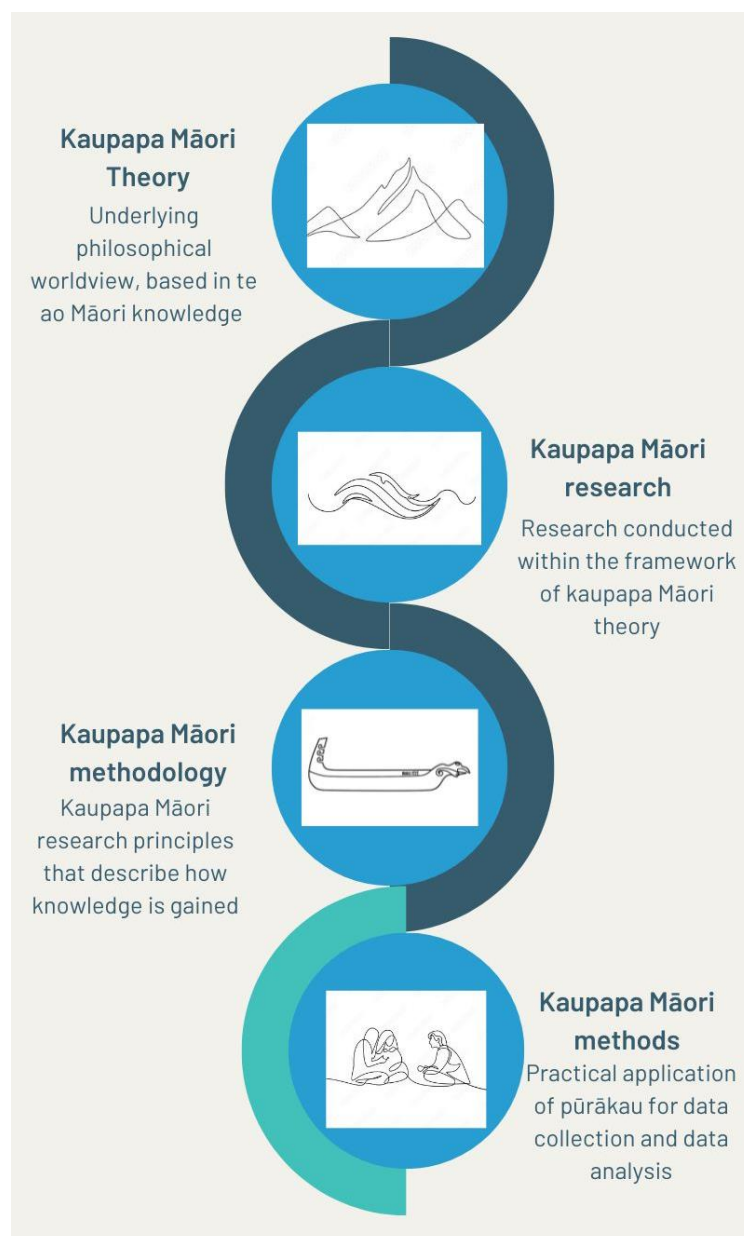 Kaupapa Māori
Theory
Underlying
philosophical
worldview, based in te
ao Māori knowledge
Kaupapa Māori
research
Research conducted
within the framework
of kaupapa Māori
theory
Kaupapa Māori
methodology
Kaupapa Māori
research principles
that describe how
knowledge is gained
Kaupapa Māori
methods
Practical application
of pūrākau for data
collection and data
analysis